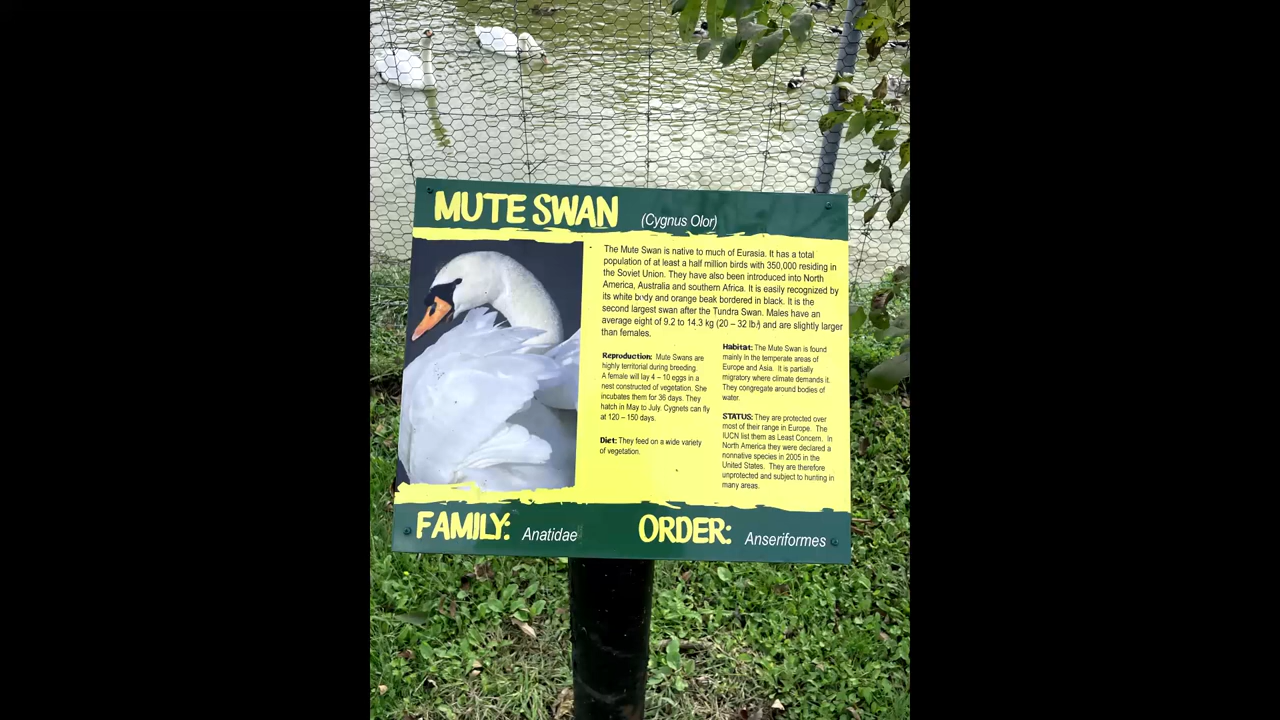 MUTE SWAN (Cygnus Olor)
The Mute Swan is native to much of Eurasia. It has a total
population of at least a half million birds with 350,000 residing in
the Soviet Union. They have also been introduced into North
America, Australia and southern Africa. It is easily recognized by
its white body and orange beak bordered in black. It is the
second largest swan after the Tundra Swan. Males have an
average eight of 9.2 to 14.3 kg (20 – 32 lb.) and are slightly larger
than females.
Reproduction: Mute Swans are
highly territorial during breeding.
A female will lay 4 – 10 eggs in a
nest constructed of vegetation. She
incubates them for 36 days. They
hatch in May to July. Cygnets can fly
at 120 – 150 days.
Diet: They feed on a wide variety
of vegetation.
Habitat: The Mute Swan is found
mainly in the temperate areas of
Europe and Asia. It is partially
migratory where climate demands it.
They congregate around bodies of
water.
STATUS: They are protected over
most of their range in Europe. The
IUCN list them as Least Concern. In
North America they were declared a
nonnative species in 2005 in the
United States. They are therefore
unprotected and subject to hunting in
many areas.
FAMILY: Anatidae ORDER: Anseriformes